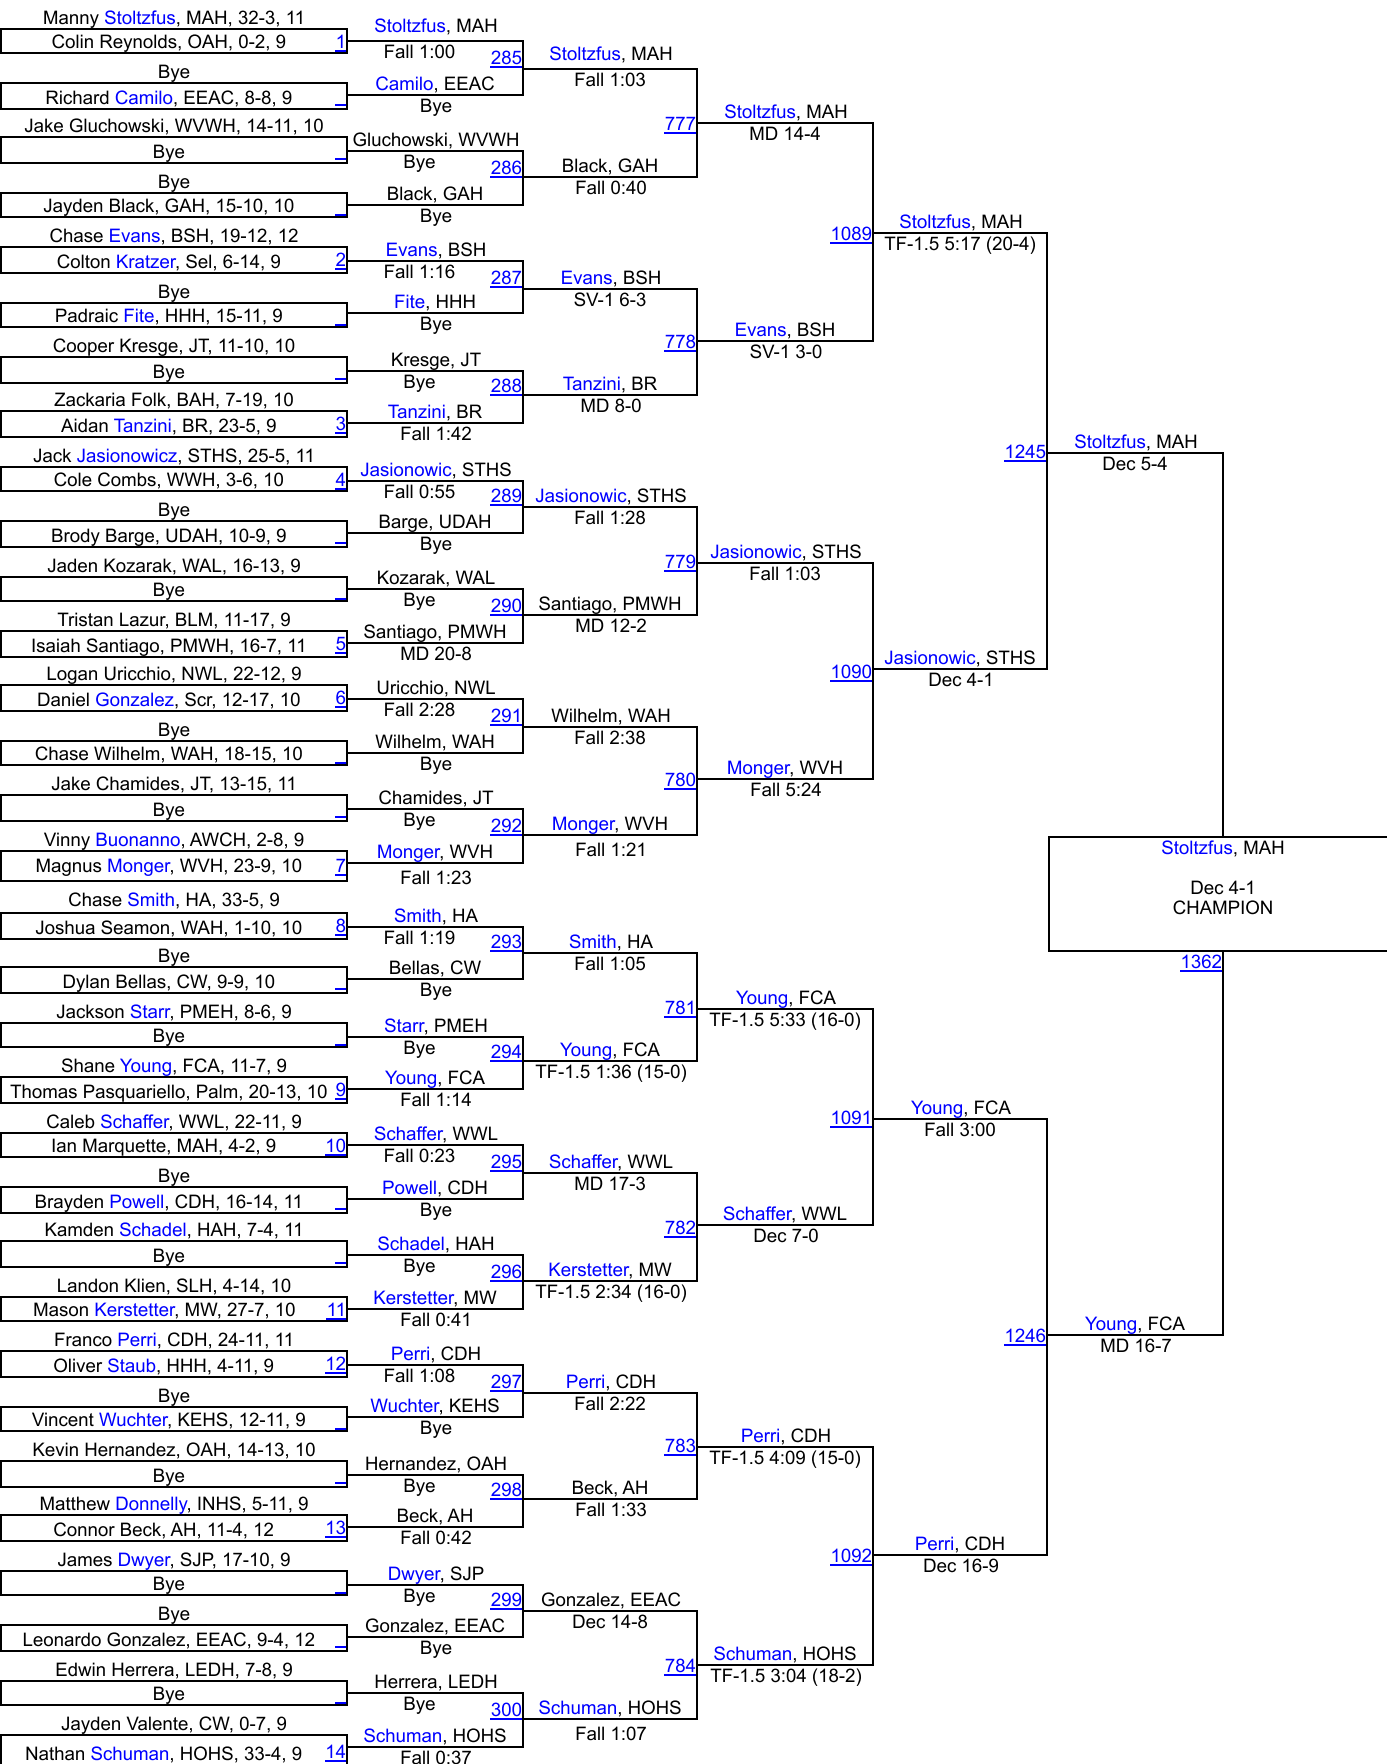 Manny Stoltzfus, MAH, 32-3, 11
Colin Reynolds, OAH, 0-2, 9 1
Bye
Richard Camilo, EEAC, 8-8, 9
Jake Gluchowski, WVWH, 14-11, 10
Bye
Bye
Jayden Black, GAH, 15-10, 10
Chase Evans, BSH, 19-12, 12
Colton Kratzer, Sel, 6-14, 9 2
Bye
Padraic Fite, HHH, 15-11, 9
Cooper Kresge, JT, 11-10, 10
Bye
Zackaria Folk, BAH, 7-19, 10
Aidan Tanzini, BR, 23-5, 9 3
Jack Jasionowicz, STHS, 25-5, 11
Cole Combs, WWH, 3-6, 10 4
Bye
Brody Barge, UDAH, 10-9, 9
Jaden Kozarak, WAL, 16-13, 9
Bye
Tristan Lazur, BLM, 11-17, 9
Isaiah Santiago, PMWH, 16-7, 11 5
Logan Uricchio, NWL, 22-12, 9
Daniel Gonzalez, Scr, 12-17, 10 6
Bye
Chase Wilhelm, WAH, 18-15, 10
Jake Chamides, JT, 13-15, 11
Bye
Vinny Buonanno, AWCH, 2-8, 9
Magnus Monger, WVH, 23-9, 10 7
Chase Smith, HA, 33-5, 9
Joshua Seamon, WAH, 1-10, 10 8
Bye
Dylan Bellas, CW, 9-9, 10
Jackson Starr, PMEH, 8-6, 9
Bye
Shane Young, FCA, 11-7, 9
Thomas Pasquariello, Palm, 20-13, 10 9
Caleb Schaffer, WWL, 22-11, 9
Ian Marquette, MAH, 4-2, 9 10
Bye
Brayden Powell, CDH, 16-14, 11
Kamden Schadel, HAH, 7-4, 11
Bye
Landon Klien, SLH, 4-14, 10
Mason Kerstetter, MW, 27-7, 10 11
Franco Perri, CDH, 24-11, 11
Oliver Staub, HHH, 4-11, 9 12
Bye
Vincent Wuchter, KEHS, 12-11, 9
Kevin Hernandez, OAH, 14-13, 10
Bye
Matthew Donnelly, INHS, 5-11, 9
Connor Beck, AH, 11-4, 12 13
James Dwyer, SJP, 17-10, 9
Bye
Bye
Leonardo Gonzalez, EEAC, 9-4, 12
Edwin Herrera, LEDH, 7-8, 9
Bye
Jayden Valente, CW, 0-7, 9
Nathan Schuman, HOHS, 33-4, 9 14
Stoltzfus, MAH
Fall 1:00
285
Camilo, EEAC
Bye
Gluchowski, WVWH
Bye
286
Black, GAH
Bye
Evans, BSH
Fall 1:16
287
Fite, HHH
Bye
Kresge, JT
Bye
288
Tanzini, BR
Fall 1:42
Jasionowic, STHS
Fall 0:55
289
Barge, UDAH
Bye
Kozarak, WAL
Bye
290
Santiago, PMWH
MD 20-8
Uricchio, NWL
Fall 2:28
291
Wilhelm, WAH
Bye
Chamides, JT
Bye
292
Monger, WVH
Fall 1:23
Smith, HA
Fall 1:19
293
Bellas, CW
Bye
Starr, PMEH
Bye
294
Young, FCA
Fall 1:14
Schaffer, WWL
Fall 0:23
295
Powell, CDH
Bye
Schadel, HAH
Bye
296
Kerstetter, MW
Fall 0:41
Perri, CDH
Fall 1:08
297
Wuchter, KEHS
Bye
Hernandez, OAH
Bye
298
Beck, AH
Fall 0:42
Dwyer, SJP
Bye
299
Gonzalez, EEAC
Bye
Herrera, LEDH
Bye
300
Schuman, HOHS
Fall 0:37
Stoltzfus, MAH
Fall 1:03
777
Black, GAH
Fall 0:40
Evans, BSH
SV-1 6-3
778
Tanzini, BR
MD 8-0
Jasionowic, STHS
Fall 1:28
779
Santiago, PMWH
MD 12-2
Wilhelm, WAH
Fall 2:38
780
Monger, WVH
Fall 1:21
Smith, HA
Fall 1:05
781
Young, FCA
TF-1.5 1:36 (15-0)
Schaffer, WWL
MD 17-3
782
Kerstetter, MW
TF-1.5 2:34 (16-0)
Perri, CDH
Fall 2:22
783
Beck, AH
Fall 1:33
Gonzalez, EEAC
Dec 14-8
784
Schuman, HOHS
Fall 1:07
Stoltzfus, MAH
MD 14-4
1089
Evans, BSH
SV-1 3-0
Jasionowic, STHS
Fall 1:03
1090
Monger, WVH
Fall 5:24
Young, FCA
TF-1.5 5:33 (16-0)
1091
Schaffer, WWL
Dec 7-0
Perri, CDH
TF-1.5 4:09 (15-0)
1092
Schuman, HOHS
TF-1.5 3:04 (18-2)
Stoltzfus, MAH
TF-1.5 5:17 (20-4)
1245
Jasionowic, STHS
Dec 4-1
Young, FCA
Fall 3:00
1246
Perri, CDH
Dec 16-9
Stoltzfus, MAH
Dec 5-4
Young, FCA
MD 16-7
Stoltzfus, MAH
Dec 4-1
CHAMPION
1362